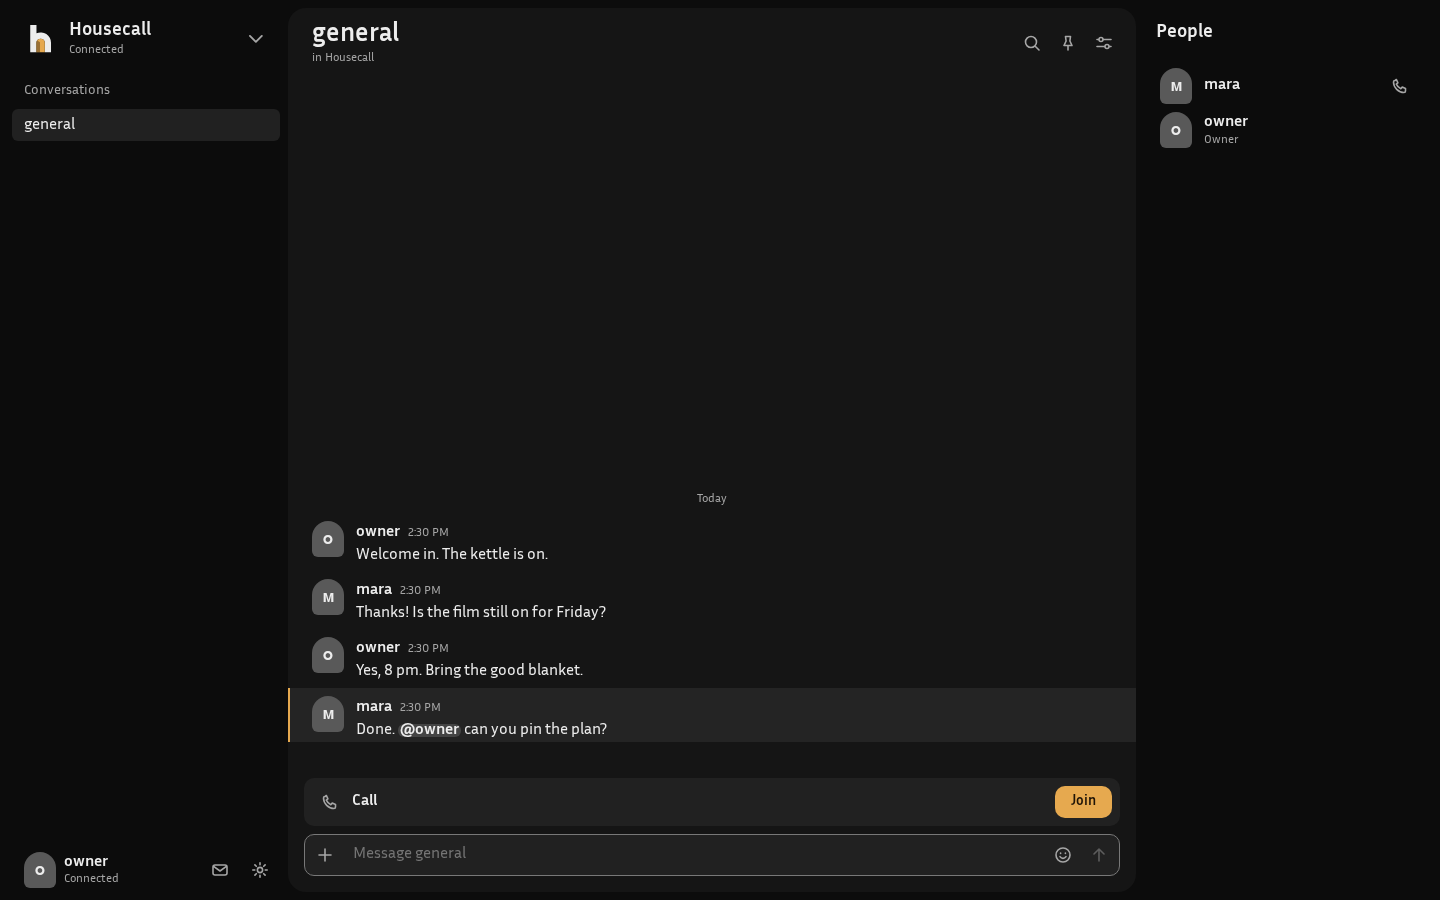 Housecall
Connected
Conversations
general
O
owner
Connected
general
in Housecall
Today
O
owner 2:30 PM
Welcome in. The kettle is on.
M
mara 2:30 PM
Thanks! Is the film still on for Friday?
O
owner 2:30 PM
Yes, 8 pm. Bring the good blanket.
M
mara 2:30 PM
Done. @owner can you pin the plan?
Call
Join
Message general
People
M
mara
O
owner
Owner